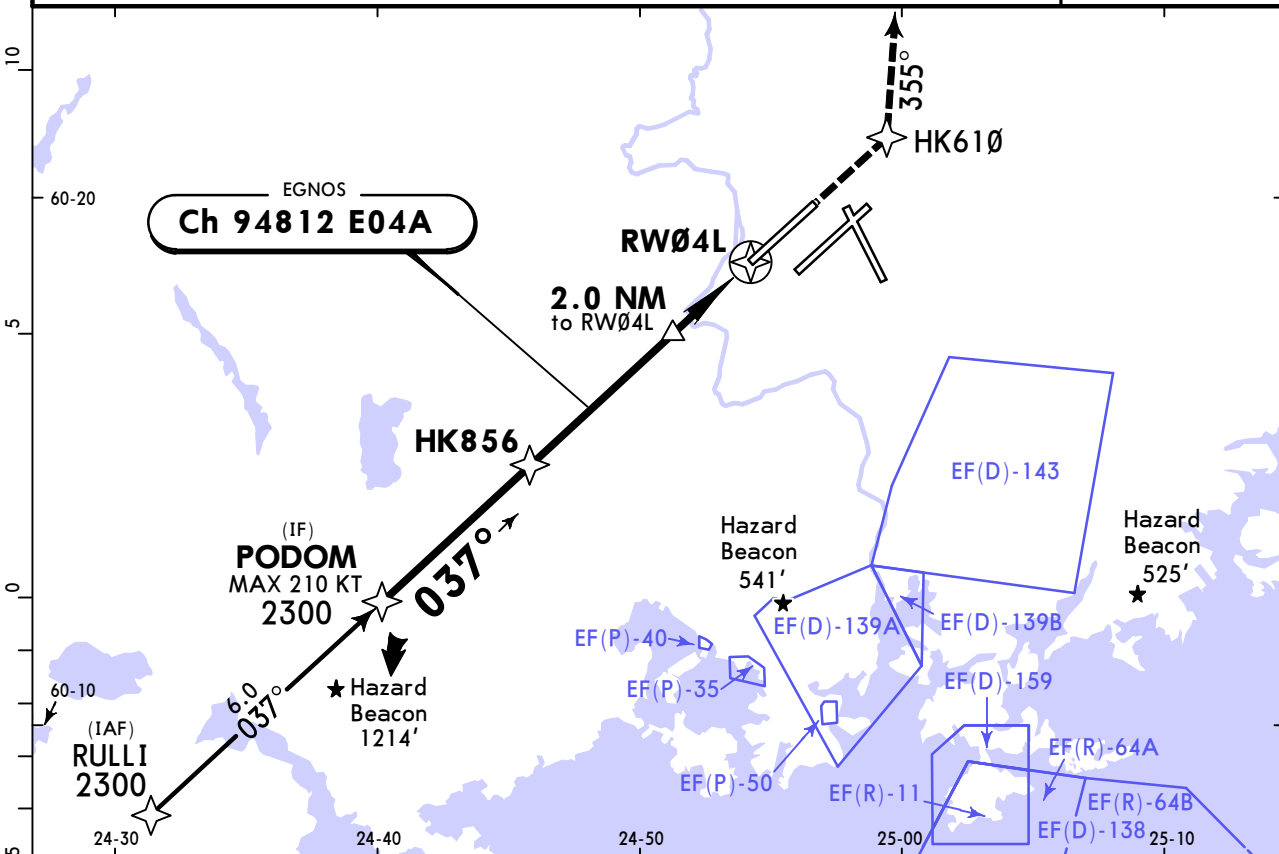 10
355°
HK61Ø
EGNOS
60-20
Ch 94812 E04A
RWØ4L
2.0 NM
to RWØ4L
5
HK856
EF(D)-143
Hazard
Beacon
541'
Hazard
Beacon
525'
(IF)
PODOM
MAX 210 KT
2300
037°
0
EF(D)-139A
EF(D)-139B
EF(P)-40
EF(P)-35
EF(D)-159
60-10
6.0
037°
Hazard
Beacon
1214'
(IAF)
RULLI
2300
EF(P)-50
EF(R)-11
EF(R)-64A
EF(R)-64B
EF(D)-138
5
24-30
24-40
24-50
25-00
25-10